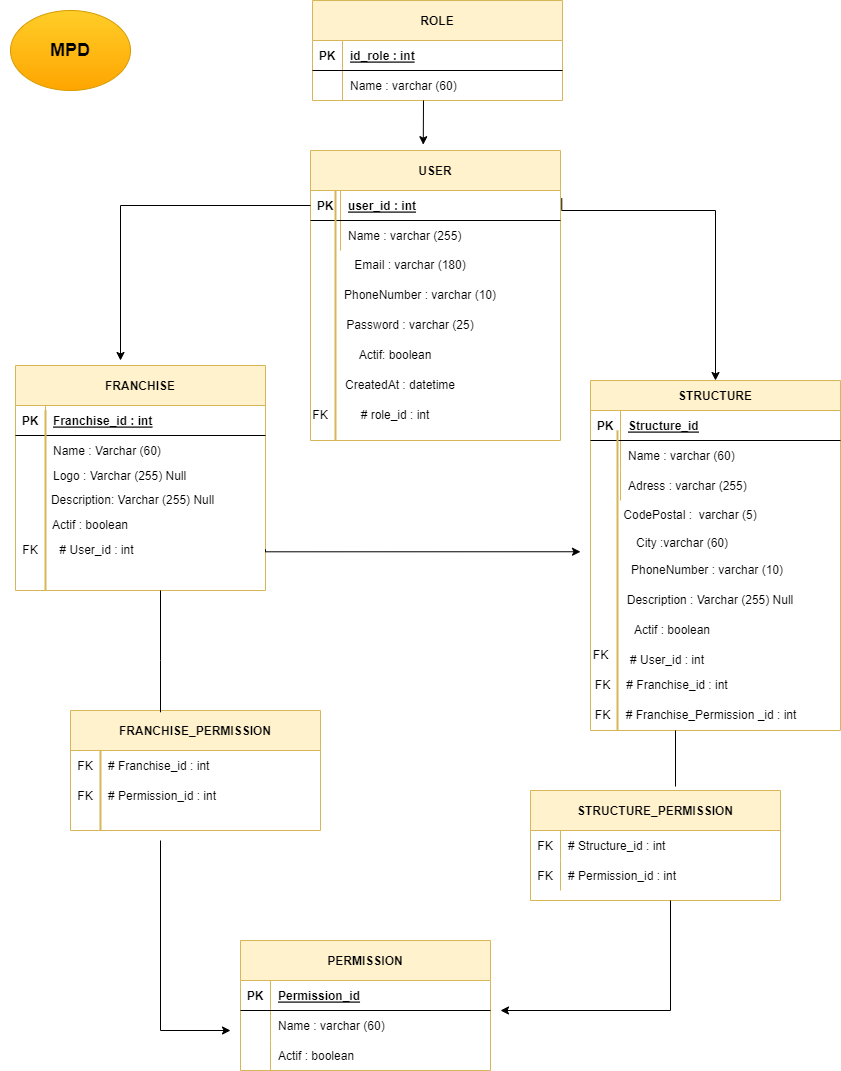 MPD
ROLE
PK id_role : int
Name : varchar (60)
USER
PK user_id : int
Name : varchar (255)
Email : varchar (180)
PhoneNumber : varchar (10)
Password : varchar (25)
Actif: boolean
CreatedAt : datetime
FK # role_id : int
FRANCHISE
PK Franchise_id : int
Name : Varchar (60)
Logo : Varchar (255) Null
Description: Varchar (255) Null
Actif : boolean
FK # User_id : int
STRUCTURE
PK Structure_id
Name : varchar (60)
Adress : varchar (255)
CodePostal : varchar (5)
City :varchar (60)
PhoneNumber : varchar (10)
Description : Varchar (255) Null
Actif : boolean
FK # User_id : int
FK # Franchise_id : int
FK # Franchise_Permission _id : int
FRANCHISE_PERMISSION
FK # Franchise_id : int
FK # Permission_id : int
STRUCTURE_PERMISSION
FK # Structure_id : int
FK # Permission_id : int
PERMISSION
PK Permission_id
Name : varchar (60)
Actif : boolean